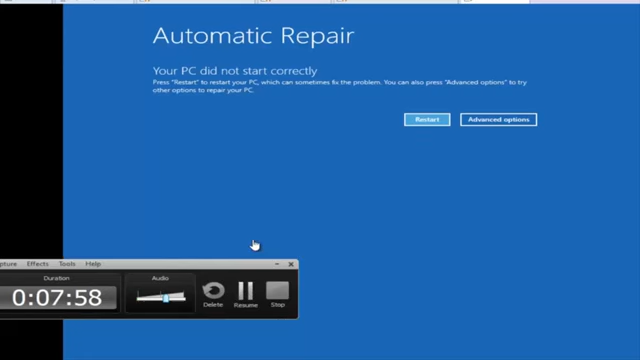 Automatic Repair
Your PC did not start correctly
Press "Restart" to restart your PC, which can sometimes fix the problem. You can also press "Advanced options" to try
other options to repair your PC.
Restart Advanced options
Effects Tools Help
Duration Audio
0:07:58
Delete Resume Stop